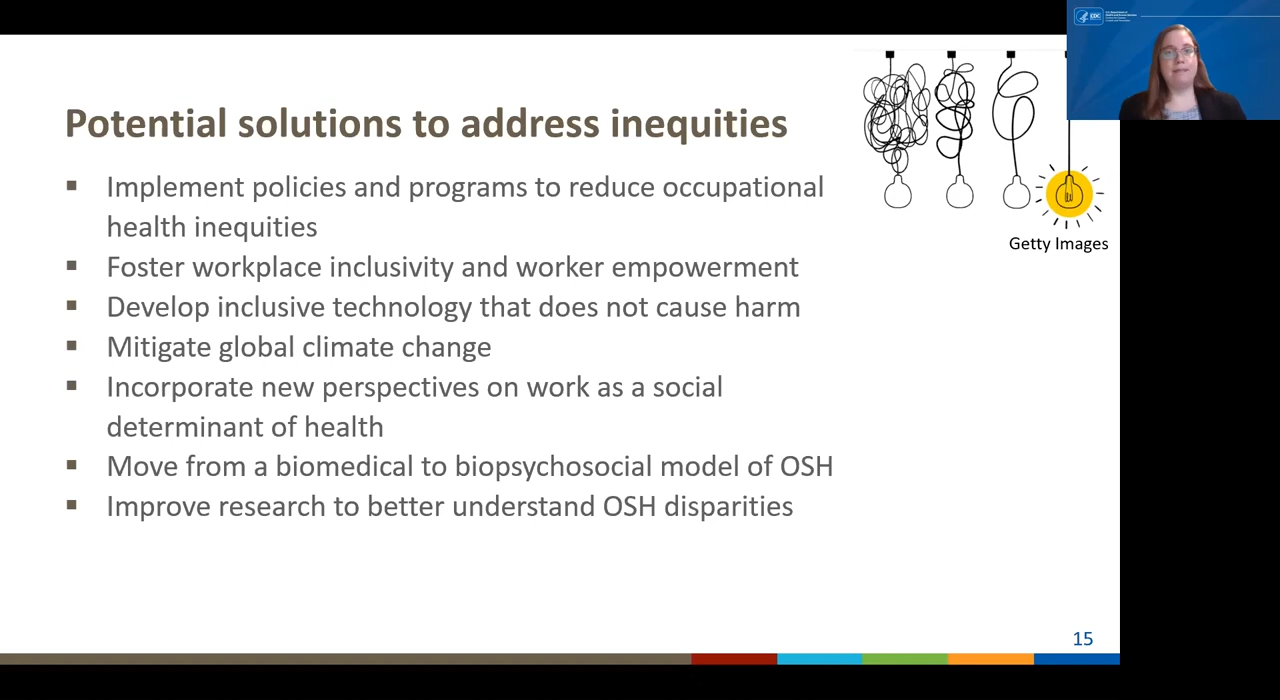 CDC
Potential solutions to address inequities
▪ Implement policies and programs to reduce occupational
health inequities
▪ Foster workplace inclusivity and worker empowerment
▪ Develop inclusive technology that does not cause harm
▪ Mitigate global climate change
▪ Incorporate new perspectives on work as a social
determinant of health
▪ Move from a biomedical to biopsychosocial model of OSH
▪ Improve research to better understand OSH disparities
Getty Images
15